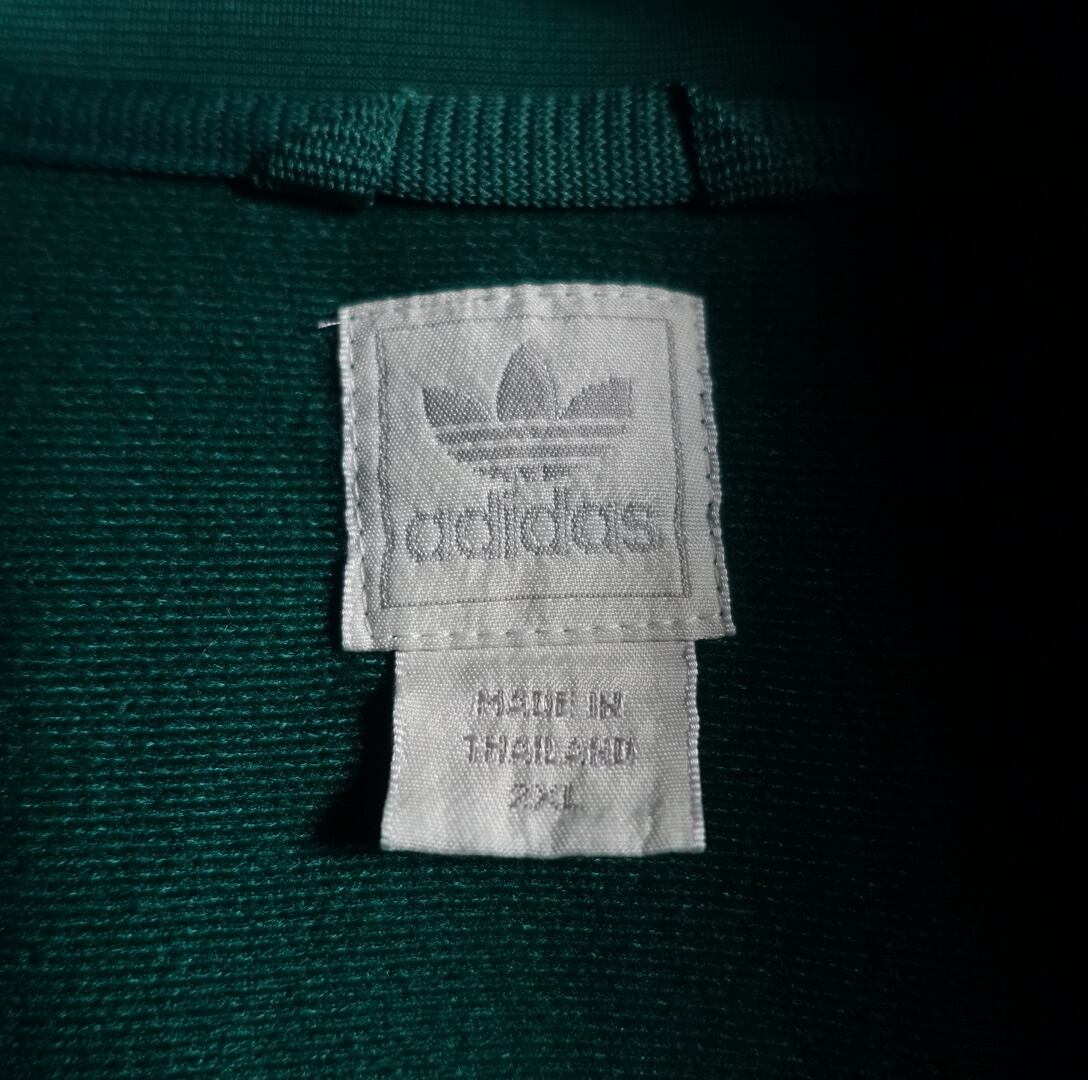 adidas
MADE IN
THAILAND
2XL